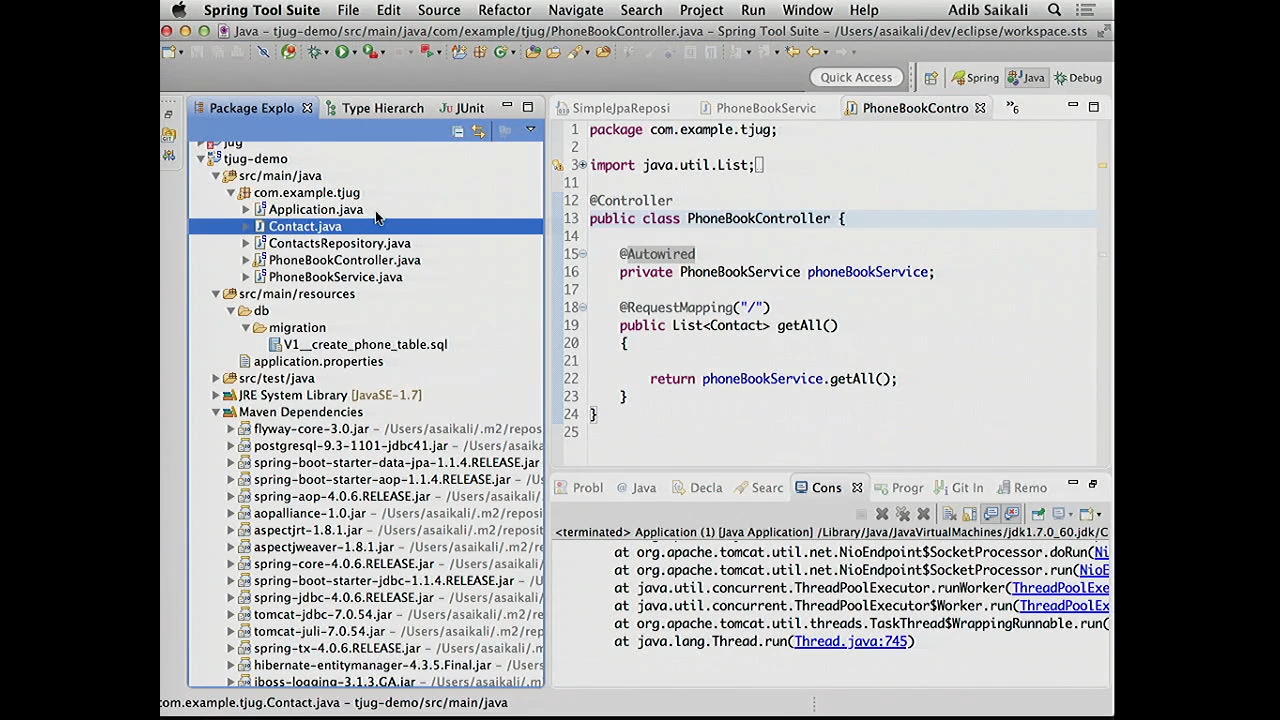 Spring Tool Suite File Edit Source Refactor Navigate Search Project Run Window Help Adib Saikali
Java – tjug-demo/src/main/java/com/example/tjug/PhoneBookController.java – Spring Tool Suite – /Users/asaikali/dev/eclipse/workspace.sts
Quick Access Spring Java Debug
Package Explo Type Hierarch JUnit
jug
tjug-demo
src/main/java
com.example.tjug
Application.java
Contact.java
ContactsRepository.java
PhoneBookController.java
PhoneBookService.java
src/main/resources
db
migration
V1__create_phone_table.sql
application.properties
src/test/java
JRE System Library [JavaSE-1.7]
Maven Dependencies
flyway-core-3.0.jar – /Users/asaikali/.m2/repos
postgresql-9.3-1101-jdbc41.jar – /Users/asaikal
spring-boot-starter-data-jpa-1.1.4.RELEASE.jar
spring-boot-starter-aop-1.1.4.RELEASE.jar – /Us
spring-aop-4.0.6.RELEASE.jar – /Users/asaikali/
aopalliance-1.0.jar – /Users/asaikali/.m2/repos
aspectjrt-1.8.1.jar – /Users/asaikali/.m2/repos
aspectjweaver-1.8.1.jar – /Users/asaikali/.m2/r
spring-core-4.0.6.RELEASE.jar – /Users/asaikali
spring-boot-starter-jdbc-1.1.4.RELEASE.jar – /U
spring-jdbc-4.0.6.RELEASE.jar – /Users/asaikali
tomcat-jdbc-7.0.54.jar – /Users/asaikali/.m2/re
tomcat-juli-7.0.54.jar – /Users/asaikali/.m2/re
spring-tx-4.0.6.RELEASE.jar – /Users/asaikali/.
hibernate-entitymanager-4.3.5.Final.jar – /User
jboss-logging-3.1.3.GA.jar – /Users/asaikali/.m
SimpleJpaReposi PhoneBookServic PhoneBookContro 6
1 package com.example.tjug;
2
3 import java.util.List;
11
12 @Controller
13 public class PhoneBookController {
14
15 @Autowired
16 private PhoneBookService phoneBookService;
17
18 @RequestMapping("/")
19 public List<Contact> getAll()
20 {
21
22 return phoneBookService.getAll();
23 }
24 }
25
Probl Java Decla Searc Cons Progr Git In Remo
<terminated> Application (1) [Java Application] /Library/Java/JavaVirtualMachines/jdk1.7.0_60.jdk/C
at org.apache.tomcat.util.net.NioEndpoint$SocketProcessor.doRun(Nio
at org.apache.tomcat.util.net.NioEndpoint$SocketProcessor.run(NioE
at java.util.concurrent.ThreadPoolExecutor.runWorker(ThreadPoolEx
at java.util.concurrent.ThreadPoolExecutor$Worker.run(ThreadPoolEx
at org.apache.tomcat.util.threads.TaskThread$WrappingRunnable.run(
at java.lang.Thread.run(Thread.java:745)
com.example.tjug.Contact.java – tjug-demo/src/main/java